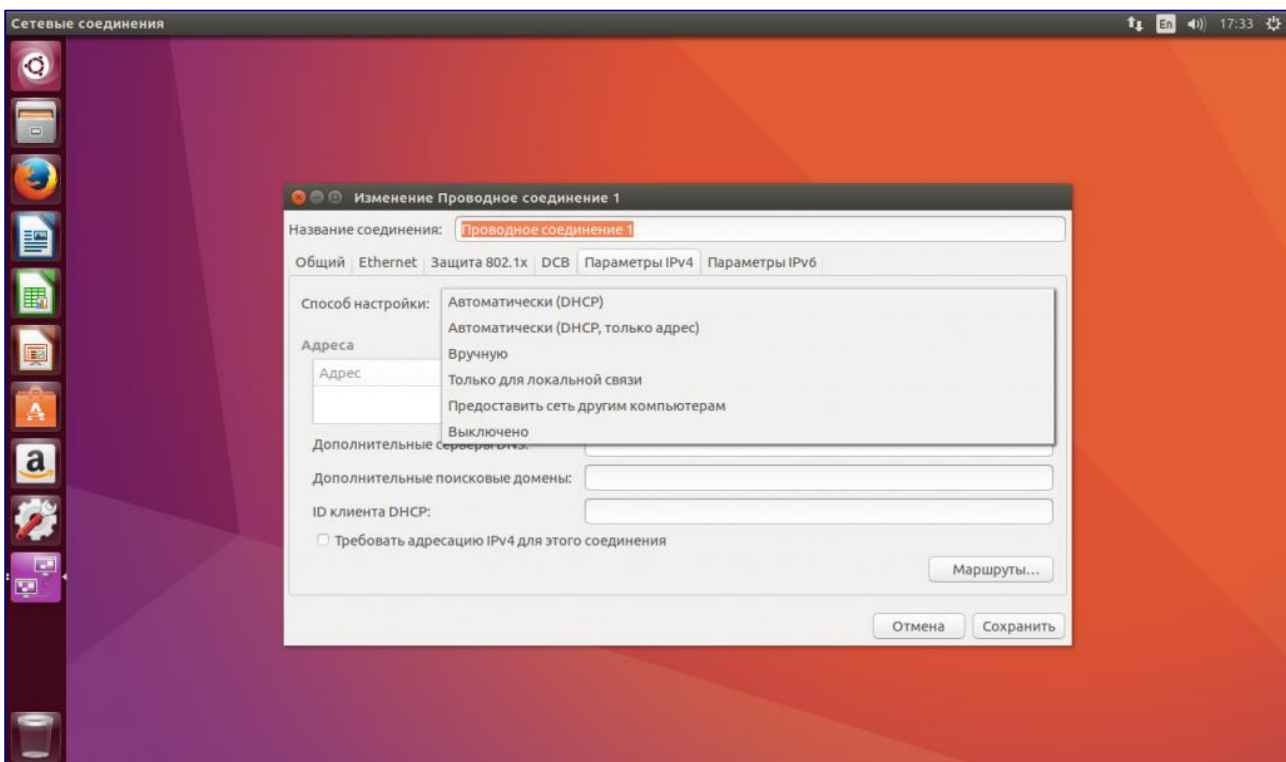 Сетевые соединения
En
17:33
Изменение Проводное соединение 1
Название соединения: Проводное соединение 1
Общий Ethernet Защита 802.1x DCB Параметры IPv4 Параметры IPv6
Способ настройки:
Автоматически (DHCP)
Автоматически (DHCP, только адрес)
Адреса
Вручную
Адрес
Только для локальной связи
Предоставить сеть другим компьютерам
Выключено
Дополнительные серверы DNS:
Дополнительные поисковые домены:
ID клиента DHCP:
Требовать адресацию IPv4 для этого соединения
Маршруты...
Отмена Сохранить